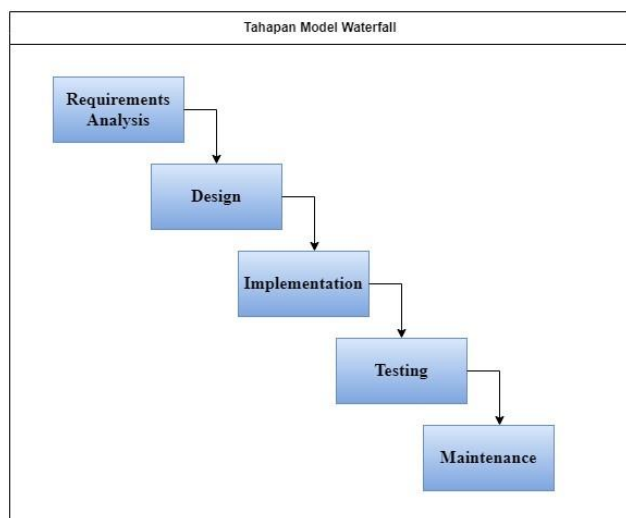 Tahapan Model Waterfall
Requirements
Analysis
Design
Implementation
Testing
Maintenance